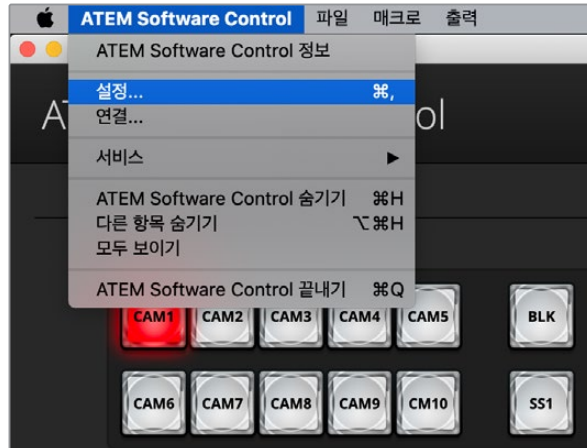 ATEM Software Control 파일 매크로 출력
ATEM Software Control 정보
설정... ⌘,
연결...
서비스 ▶
ATEM Software Control 숨기기 ⌘H
다른 항목 숨기기 ⌥⌘H
모두 보이기
ATEM Software Control 끝내기 ⌘Q
CAM1 CAM2 CAM3 CAM4 CAM5 BLK
CAM6 CAM7 CAM8 CAM9 CM10 SS1